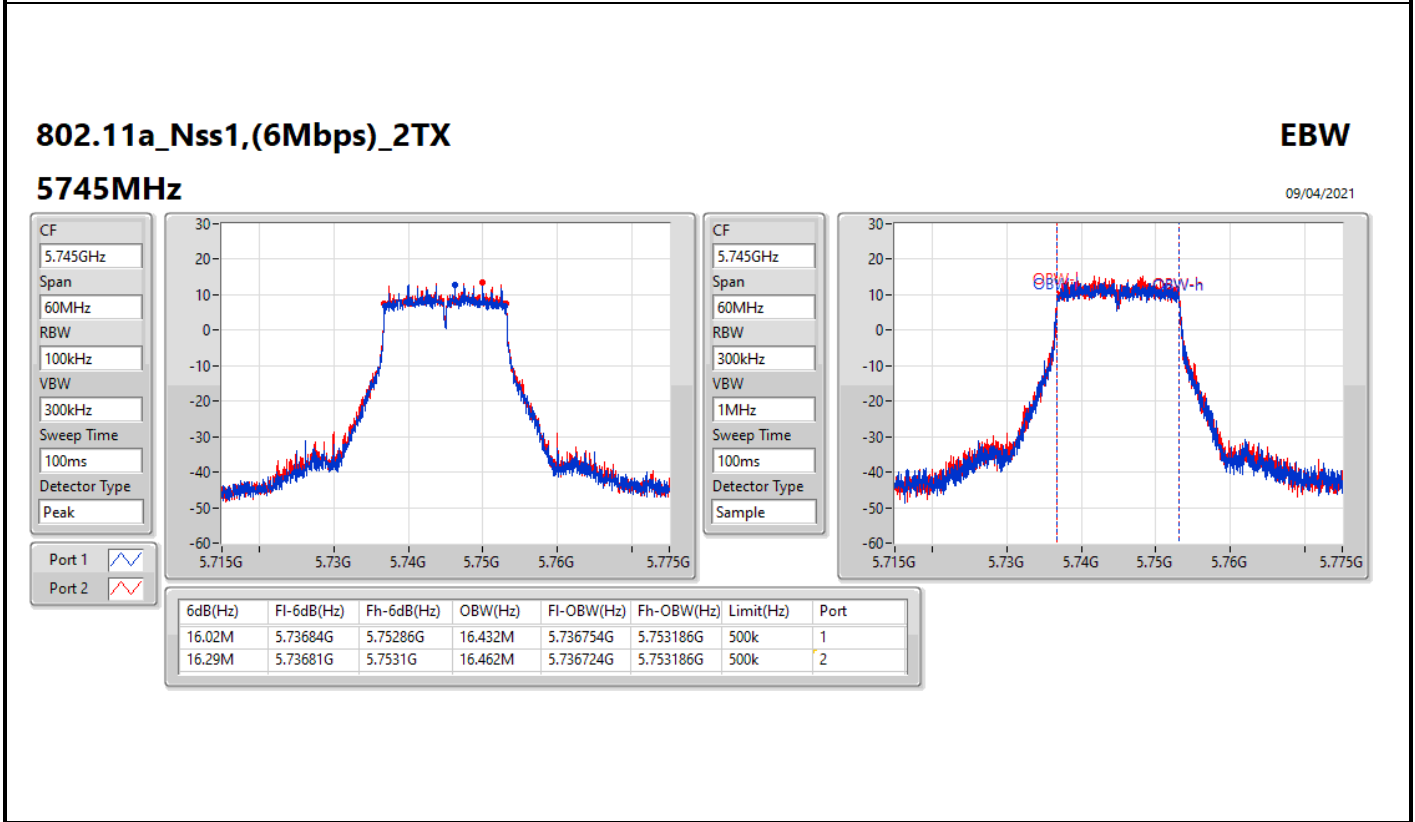 802.11a_Nss1,(6Mbps)_2TX EBW
5745MHz 09/04/2021
CF
5.745GHz
Span
60MHz
RBW
100kHz
VBW
300kHz
Sweep Time
100ms
Detector Type
Peak
Port 1
Port 2
30
20
10
0
-10
-20
-30
-40
-50
-60
5.715G 5.73G 5.74G 5.75G 5.76G 5.775G
CF
5.745GHz
Span
60MHz
RBW
300kHz
VBW
1MHz
Sweep Time
100ms
Detector Type
Sample
30
20
10
0
-10
-20
-30
-40
-50
-60
OBW-l OBW-h
5.715G 5.73G 5.74G 5.75G 5.76G 5.775G
6dB(Hz) Fl-6dB(Hz) Fh-6dB(Hz) OBW(Hz) Fl-OBW(Hz) Fh-OBW(Hz) Limit(Hz) Port
16.02M 5.73684G 5.75286G 16.432M 5.736754G 5.753186G 500k 1
16.29M 5.73681G 5.7531G 16.462M 5.736724G 5.753186G 500k 2